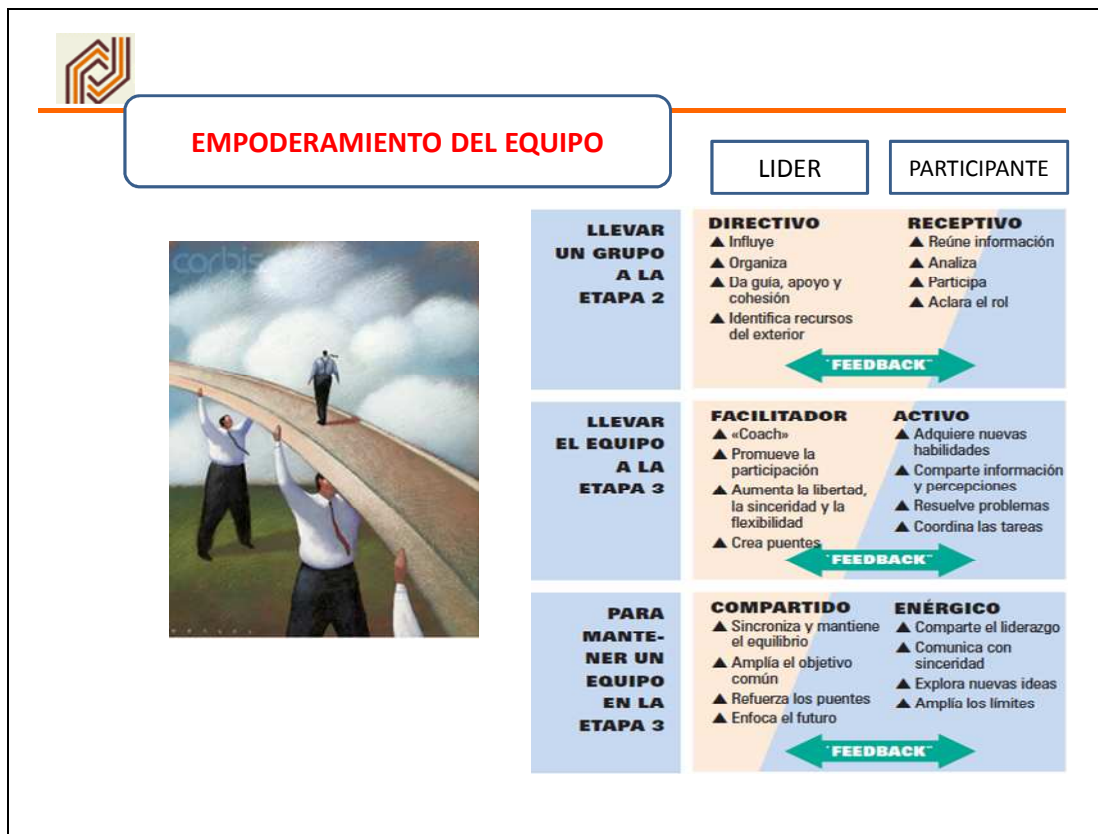 EMPODERAMIENTO DEL EQUIPO
LIDER
PARTICIPANTE
corbis
LLEVAR
UN GRUPO
A LA
ETAPA 2
DIRECTIVO
▲ Influye
▲ Organiza
▲ Da guía, apoyo y
cohesión
▲ Identifica recursos
del exterior
RECEPTIVO
▲ Reúne información
▲ Analiza
▲ Participa
▲ Aclara el rol
"FEEDBACK"
LLEVAR
EL EQUIPO
A LA
ETAPA 3
FACILITADOR
▲ «Coach»
▲ Promueve la
participación
▲ Aumenta la libertad,
la sinceridad y la
flexibilidad
▲ Crea puentes
ACTIVO
▲ Adquiere nuevas
habilidades
▲ Comparte información
y percepciones
▲ Resuelve problemas
▲ Coordina las tareas
"FEEDBACK"
PARA
MANTE-
NER UN
EQUIPO
EN LA
ETAPA 3
COMPARTIDO
▲ Sincroniza y mantiene
el equilibrio
▲ Amplía el objetivo
común
▲ Refuerza los puentes
▲ Enfoca el futuro
ENÉRGICO
▲ Comparte el liderazgo
▲ Comunica con
sinceridad
▲ Explora nuevas ideas
▲ Amplía los límites
"FEEDBACK"